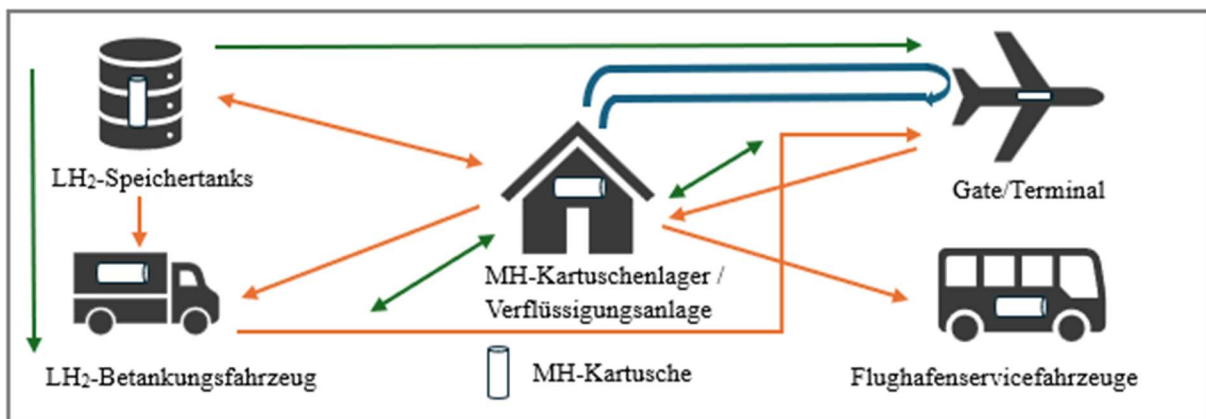 LH₂-Speichertanks
Gate/Terminal
MH-Kartuschenlager /
Verflüssigungsanlage
LH₂-Betankungsfahrzeug
MH-Kartusche
Flughafenservicefahrzeuge